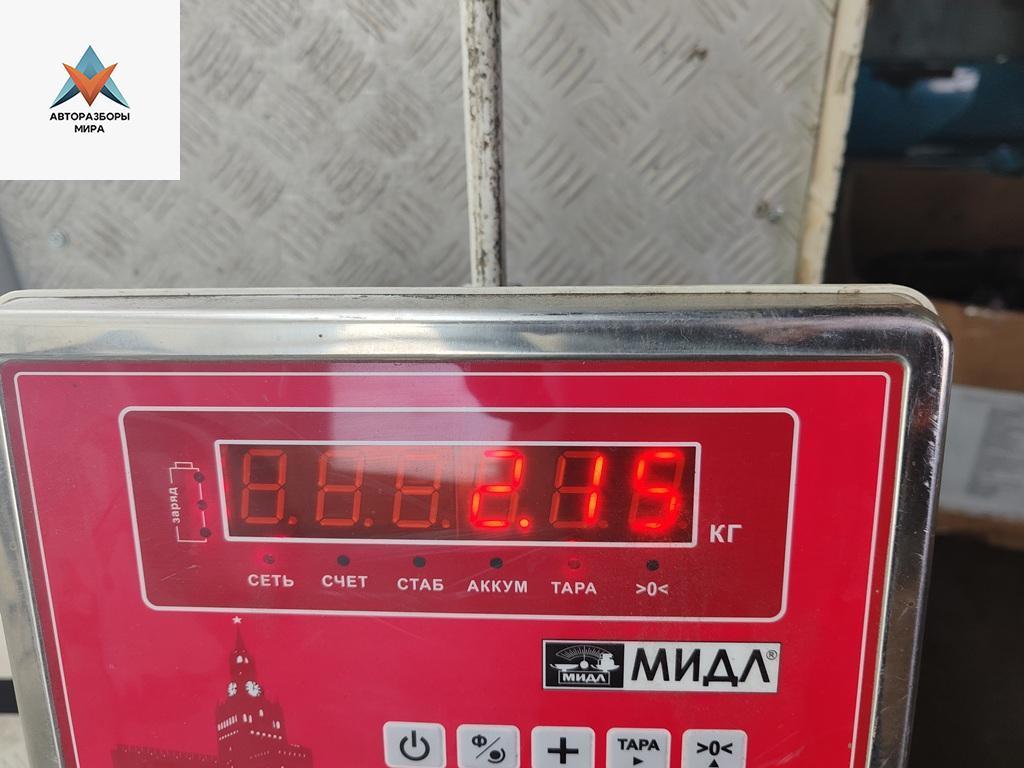 АВТОРАЗБОРЫ
МИРА
заряд
2.15
КГ
СЕТЬ СЧЕТ СТАБ АККУМ ТАРА >0<
МИДЛ МИДЛ®
Ф/ + ТАРА >0<